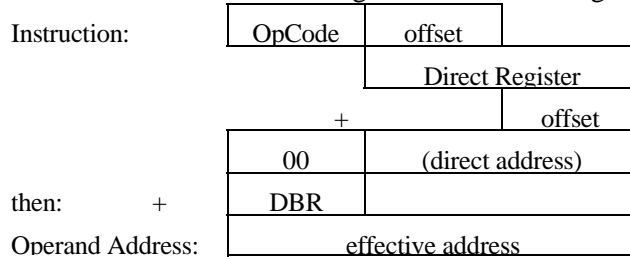 Instruction: OpCode offset
Direct Register
+ offset
00 (direct address)
then: + DBR
Operand Address: effective address